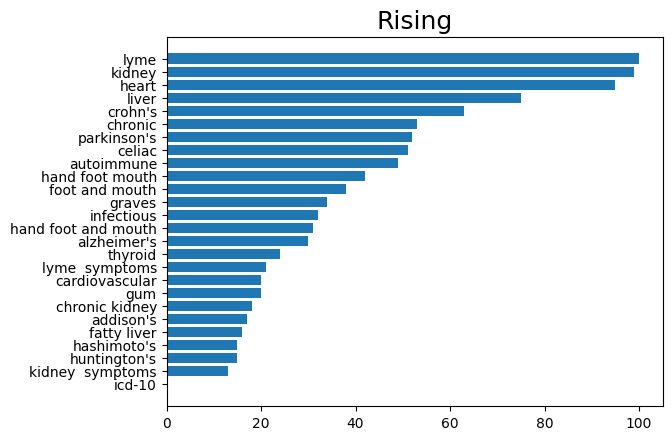 Rising
lyme
kidney
heart
liver
crohn's
chronic
parkinson's
celiac
autoimmune
hand foot mouth
foot and mouth
graves
infectious
hand foot and mouth
alzheimer's
thyroid
lyme  symptoms
cardiovascular
gum
chronic kidney
addison's
fatty liver
hashimoto's
huntington's
kidney  symptoms
icd-10
0 20 40 60 80 100